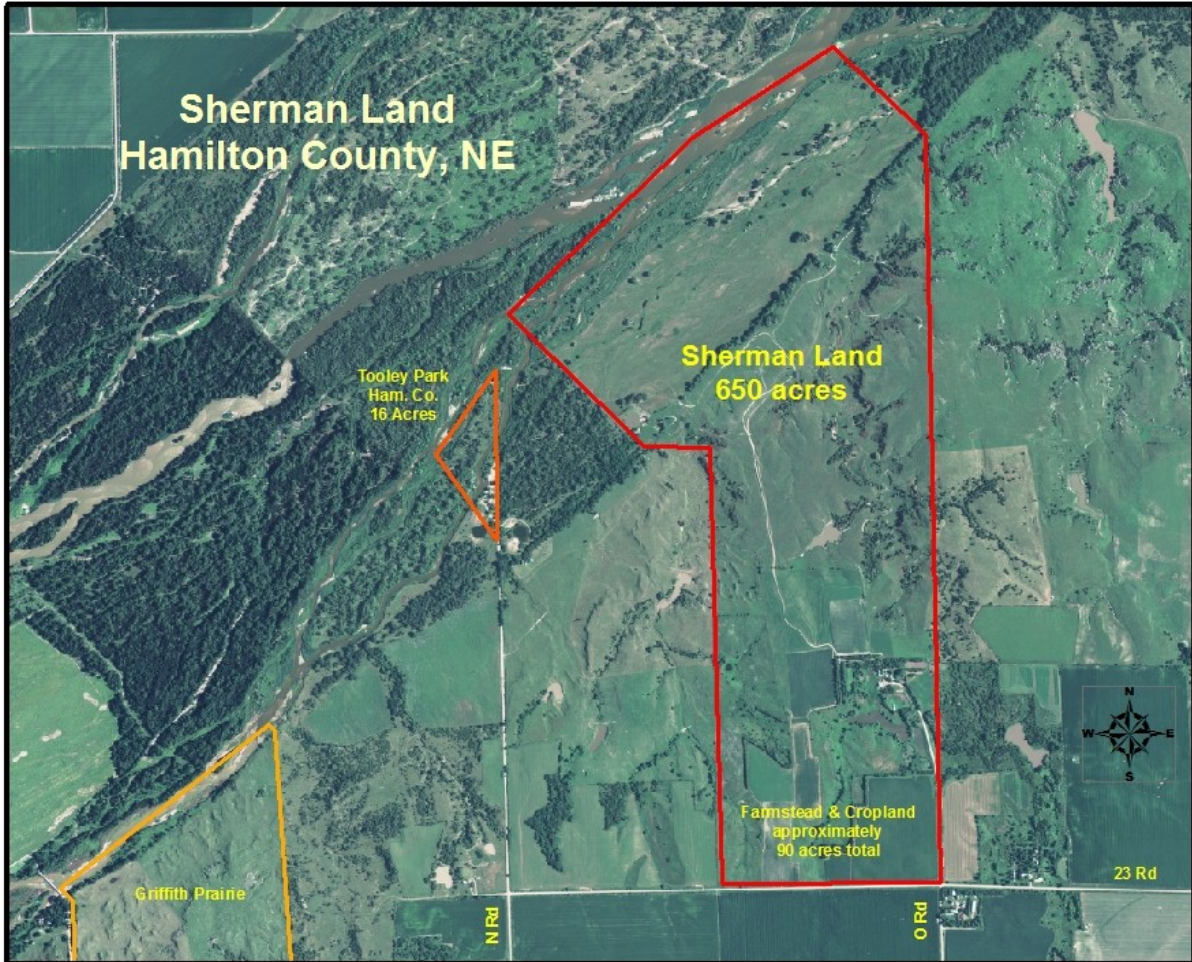 Sherman Land
Hamilton County, NE
Sherman Land
650 acres
Tooley Park
Ham. Co.
16 Acres
N
W
E
S
Farmstead & Cropland
approximately
90 acres total
23 Rd
Griffith Prairie
N Rd
O Rd